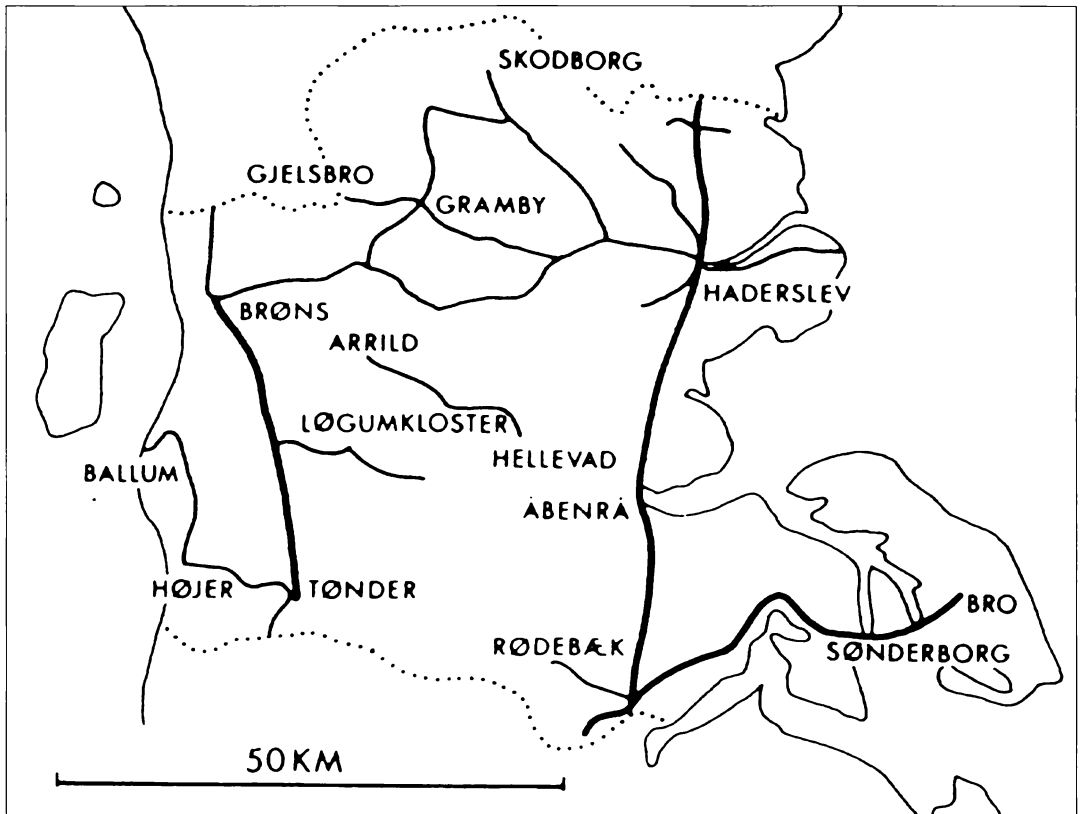 SKODBORG
GJELSBRO
GRAMBY
HADERSLEV
BRØNS
ARRILD
LØGUMKLOSTER
HELLEVAD
BALLUM
ÅBENRÅ
HØJER
TØNDER
BRO
RØDEBÆK
SØNDERBORG
50 KM